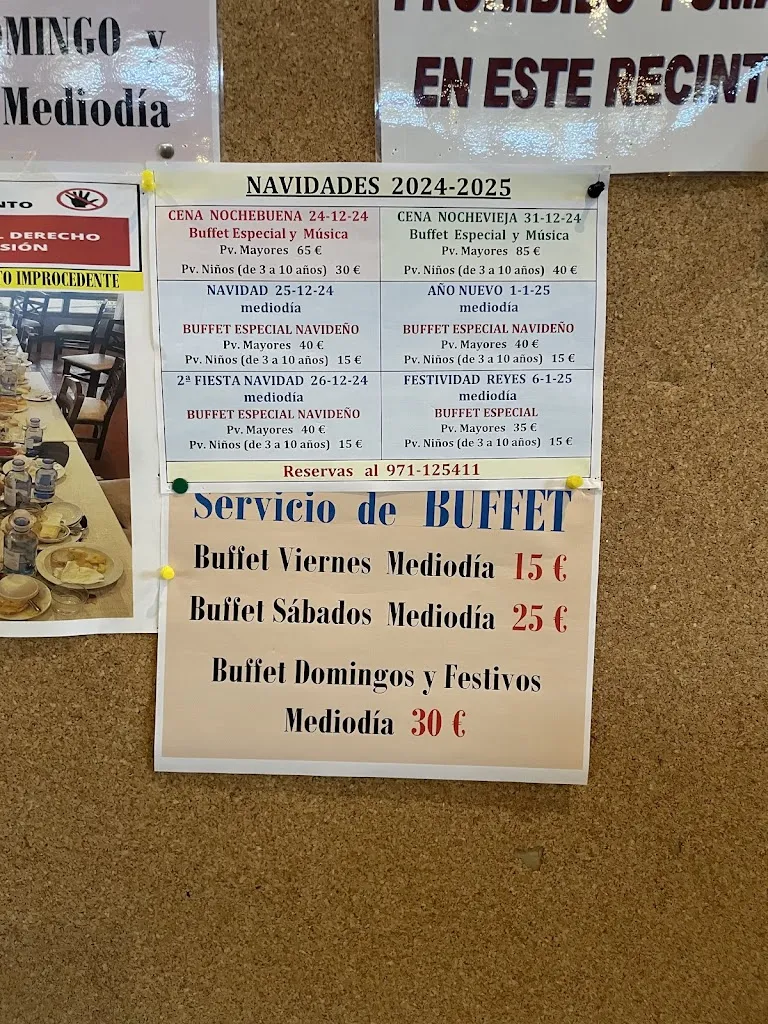 OMINGO y
Mediodía
EN ESTE RECINTO
NTO
DERECHO
SIÓN
TO IMPROCEDENTE
NAVIDADES 2024-2025
CENA NOCHEBUENA 24-12-24
Buffet Especial y Música
Pv. Mayores 65 €
Pv. Niños (de 3 a 10 años) 30 €
CENA NOCHEVIEJA 31-12-24
Buffet Especial y Música
Pv. Mayores 85 €
Pv. Niños (de 3 a 10 años) 40 €
NAVIDAD 25-12-24
mediodía
BUFFET ESPECIAL NAVIDEÑO
Pv. Mayores 40 €
Pv. Niños (de 3 a 10 años) 15 €
AÑO NUEVO 1-1-25
mediodía
BUFFET ESPECIAL NAVIDEÑO
Pv. Mayores 40 €
Pv. Niños (de 3 a 10 años) 15 €
2ª FIESTA NAVIDAD 26-12-24
mediodía
BUFFET ESPECIAL NAVIDEÑO
Pv. Mayores 40 €
Pv. Niños (de 3 a 10 años) 15 €
FESTIVIDAD REYES 6-1-25
mediodía
BUFFET ESPECIAL
Pv. Mayores 35 €
Pv. Niños (de 3 a 10 años) 15 €
Reservas al 971-125411
Servicio de BUFFET
Buffet Viernes Mediodía 15 €
Buffet Sábados Mediodía 25 €
Buffet Domingos y Festivos
Mediodía 30 €